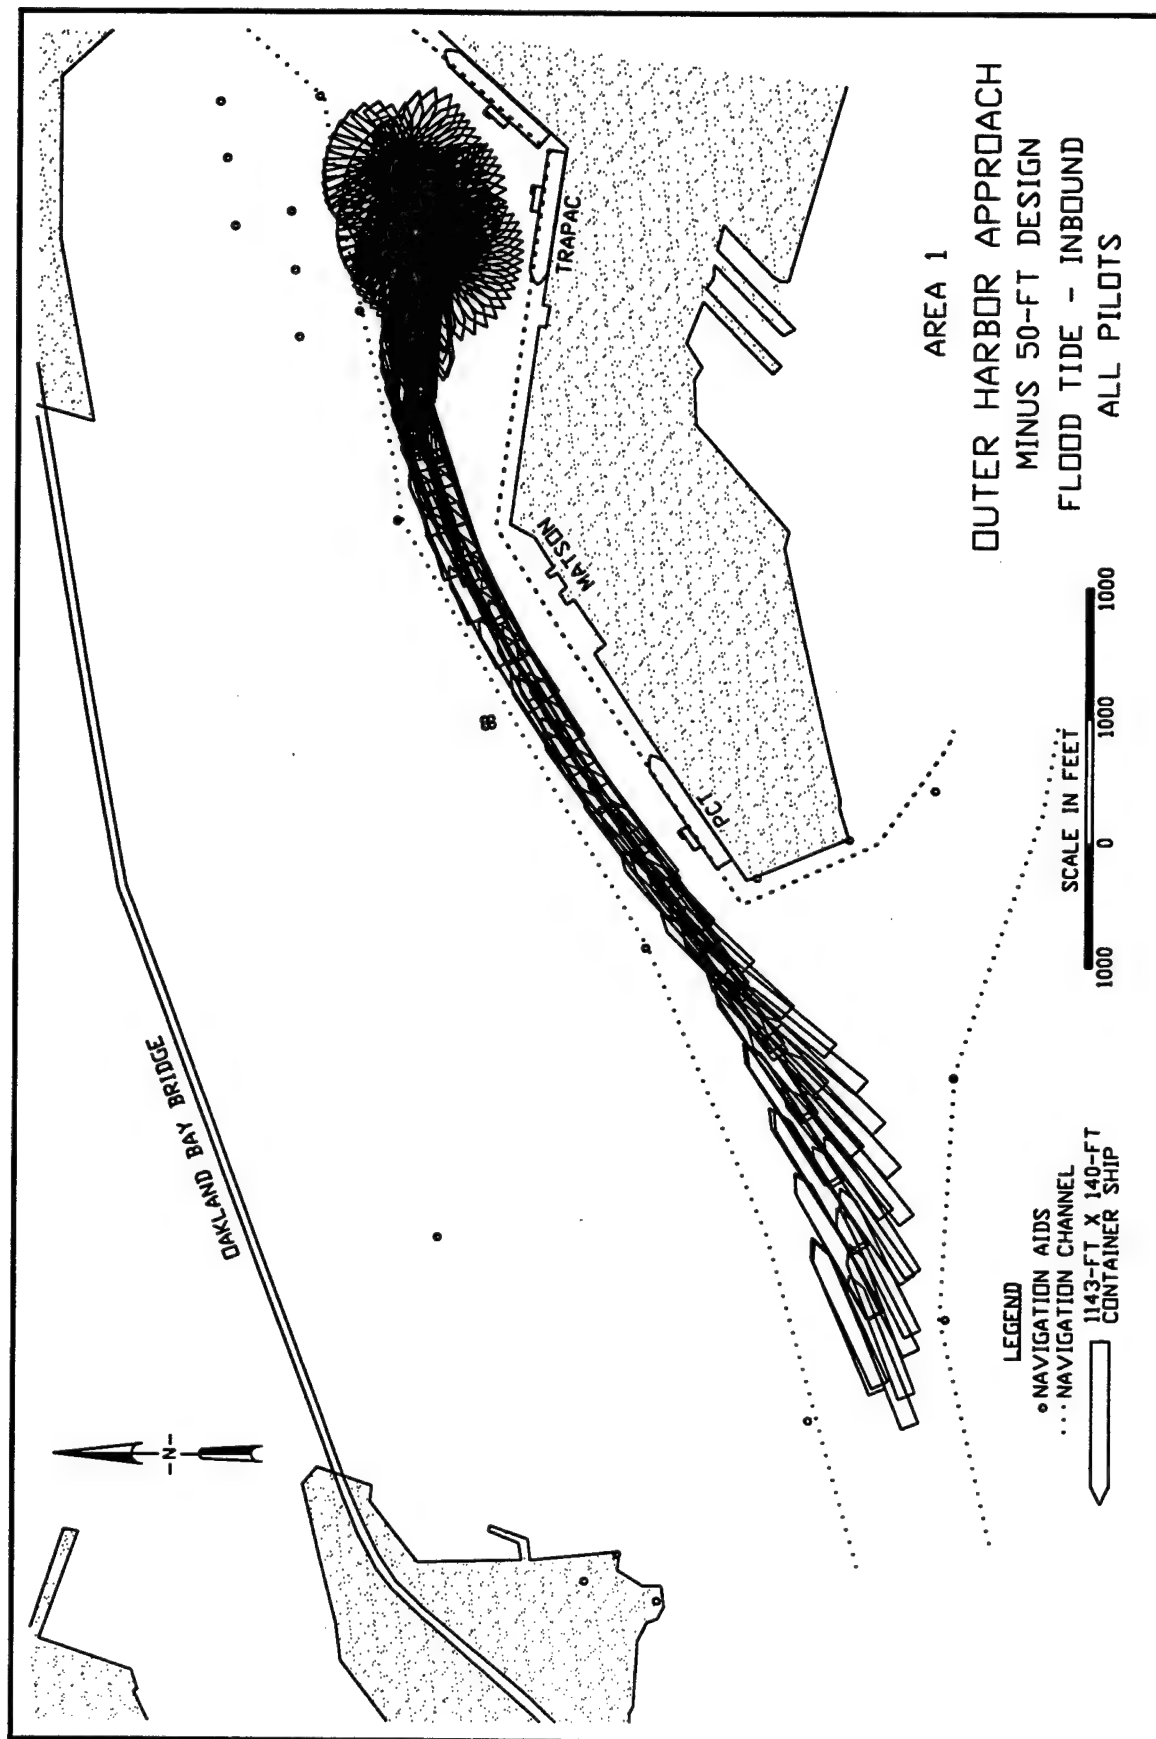 AREA 1
OUTER HARBOR APPROACH
MINUS 50-FT DESIGN
FLOOD TIDE - INBOUND
ALL PILOTS
OAKLAND BAY BRIDGE
TRAPAC
MATSON
PCT
-N-
SCALE IN FEET
1000 0 1000 1000
LEGEND
NAVIGATION AIDS
NAVIGATION CHANNEL
1143-FT X 140-FT
CONTAINER SHIP